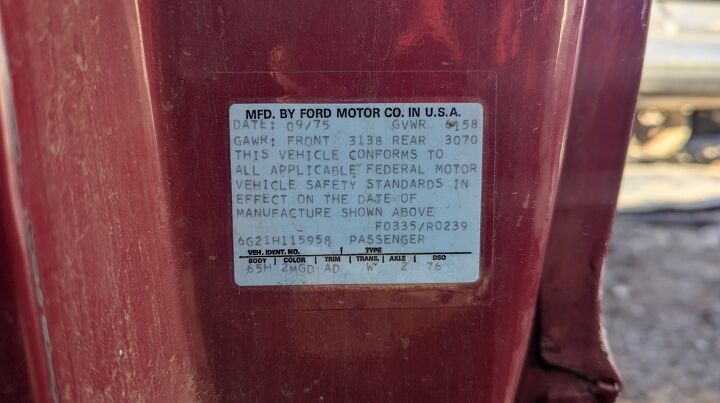 MFD. BY FORD MOTOR CO. IN U.S.A.
DATE: 09/75 GVWR 6158
GAWR: FRONT 3138 REAR 3070
THIS VEHICLE CONFORMS TO
ALL APPLICABLE FEDERAL MOTOR
VEHICLE SAFETY STANDARDS IN
EFFECT ON THE DATE OF
MANUFACTURE SHOWN ABOVE
F0335/R0239
6G21H115958 PASSENGER
VEH. IDENT. NO. TYPE
BODY COLOR TRIM TRANS. AXLE DSO
65H 2MGD AD W 2 76